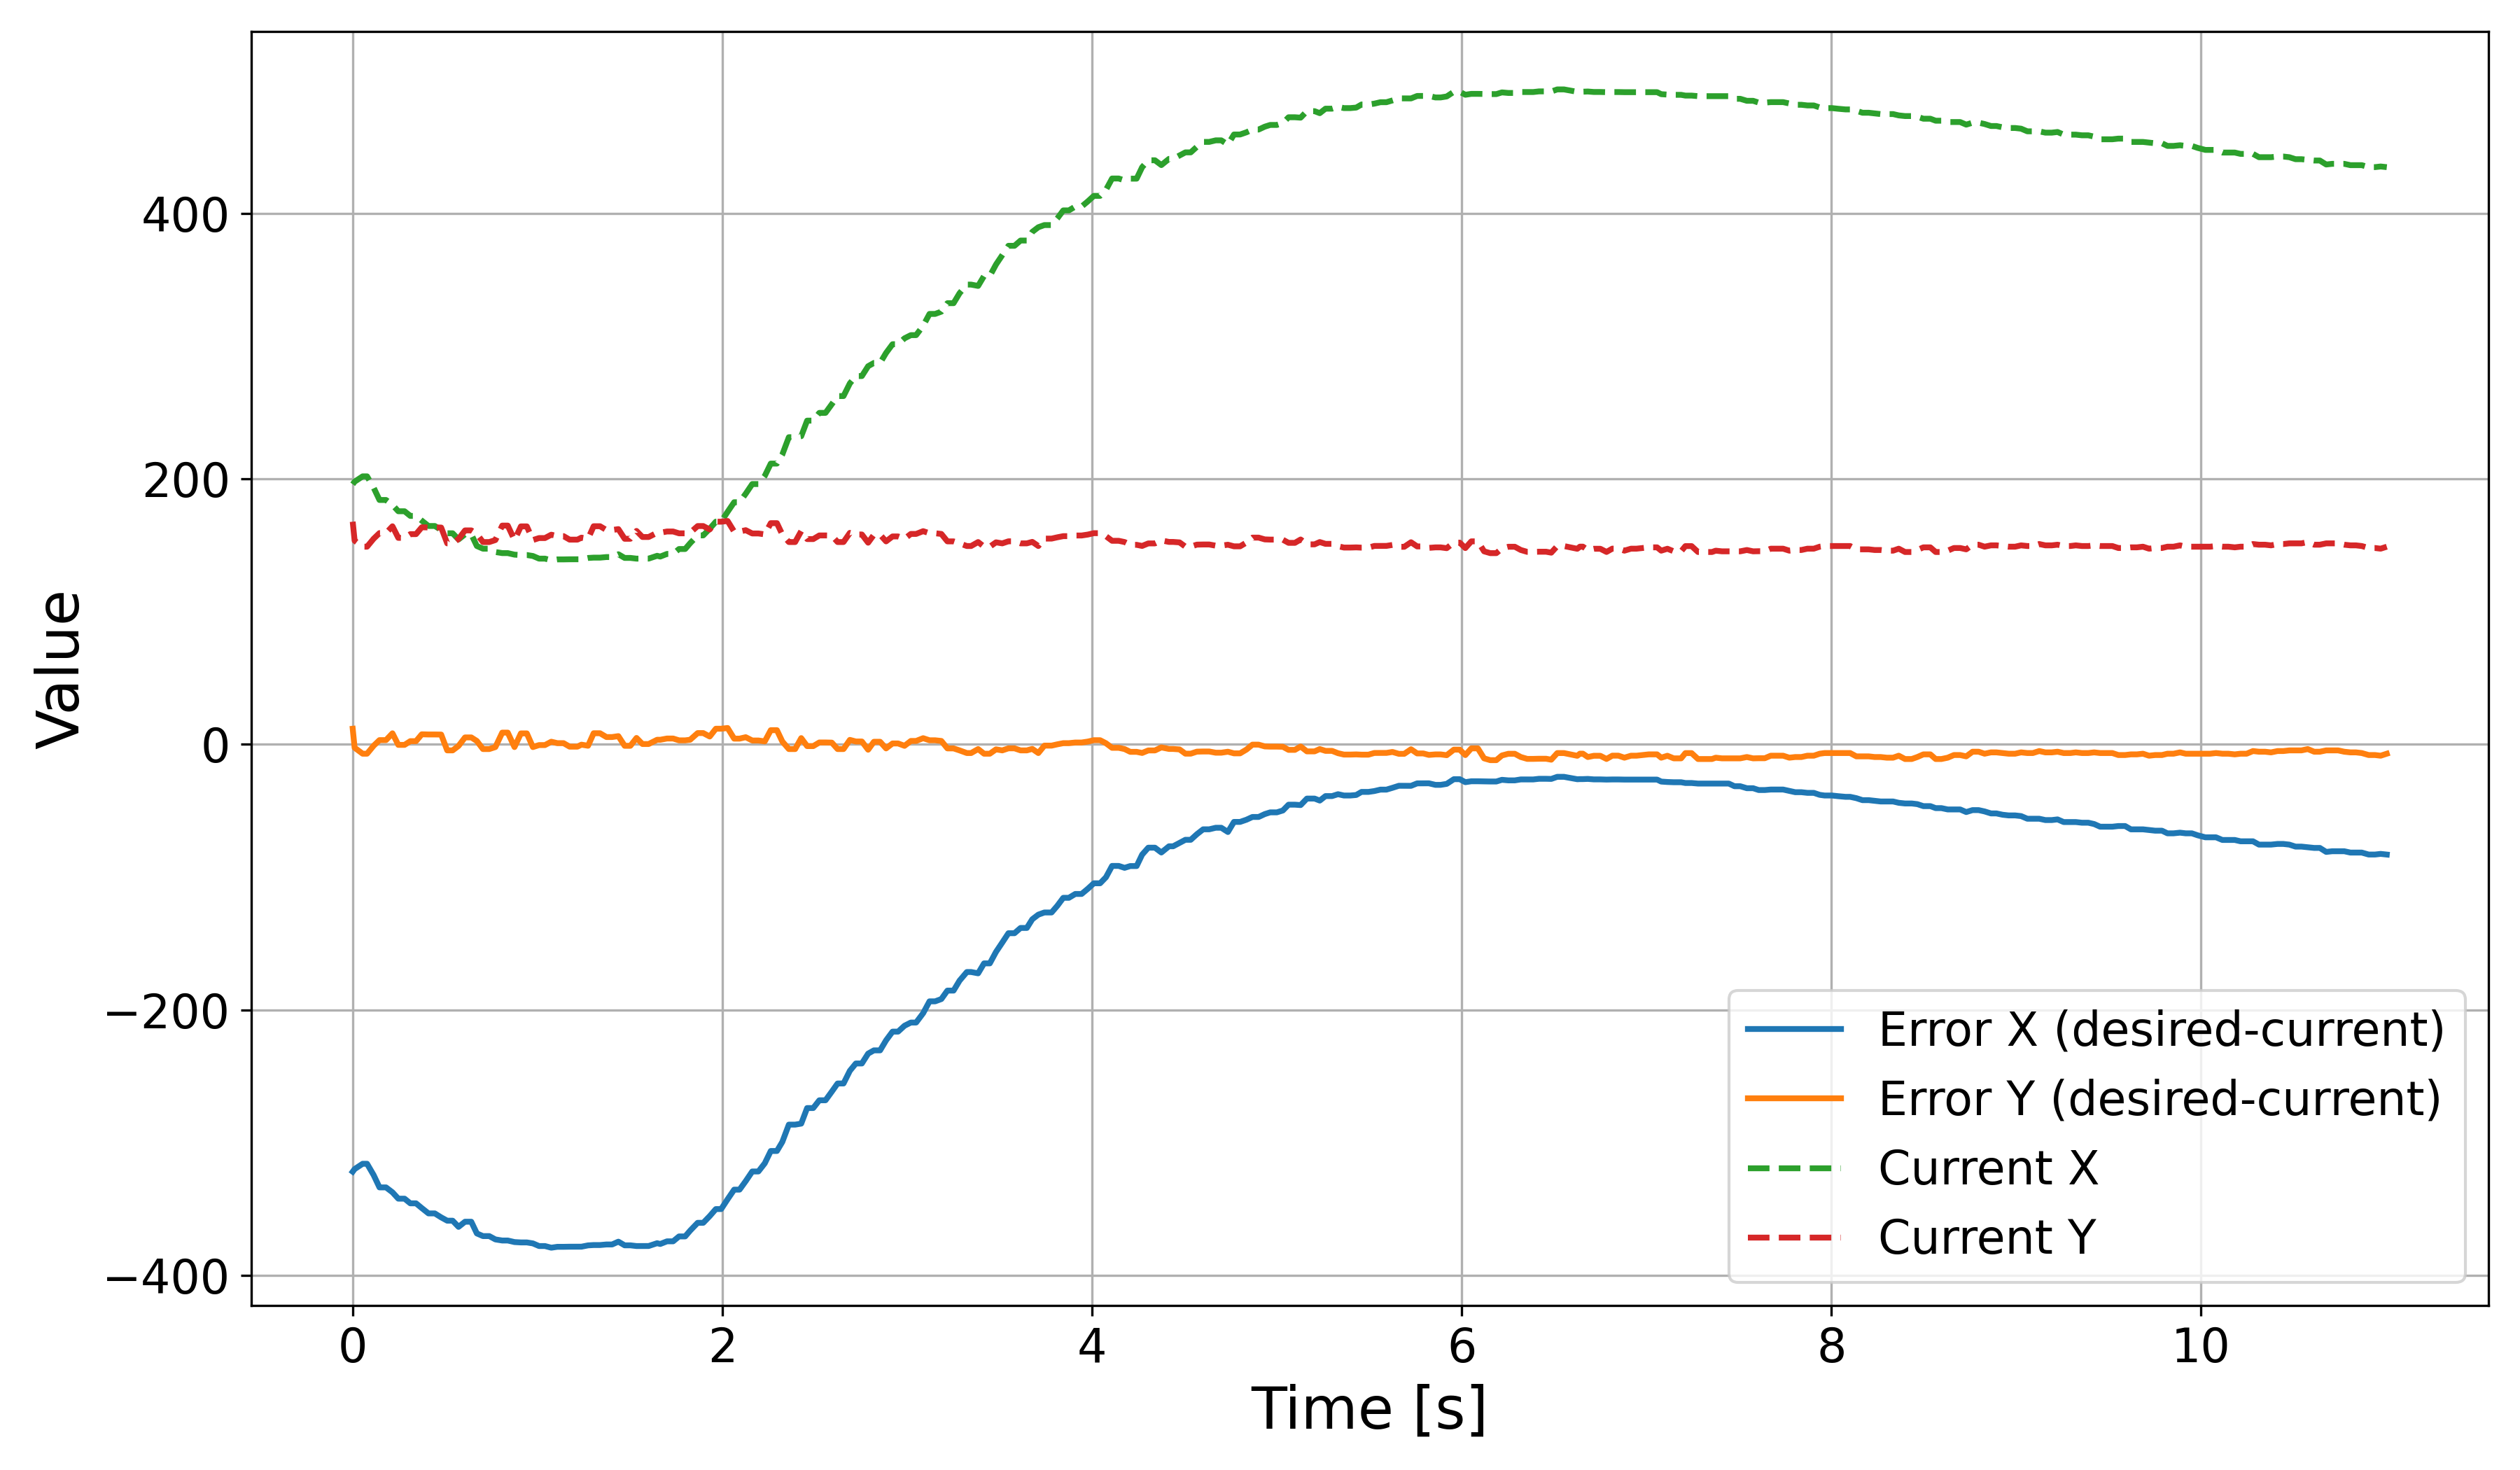 Value
400
200
0
−200
−400
0 2 4 6 8 10
Time [s]
Error X (desired-current)
Error Y (desired-current)
Current X
Current Y